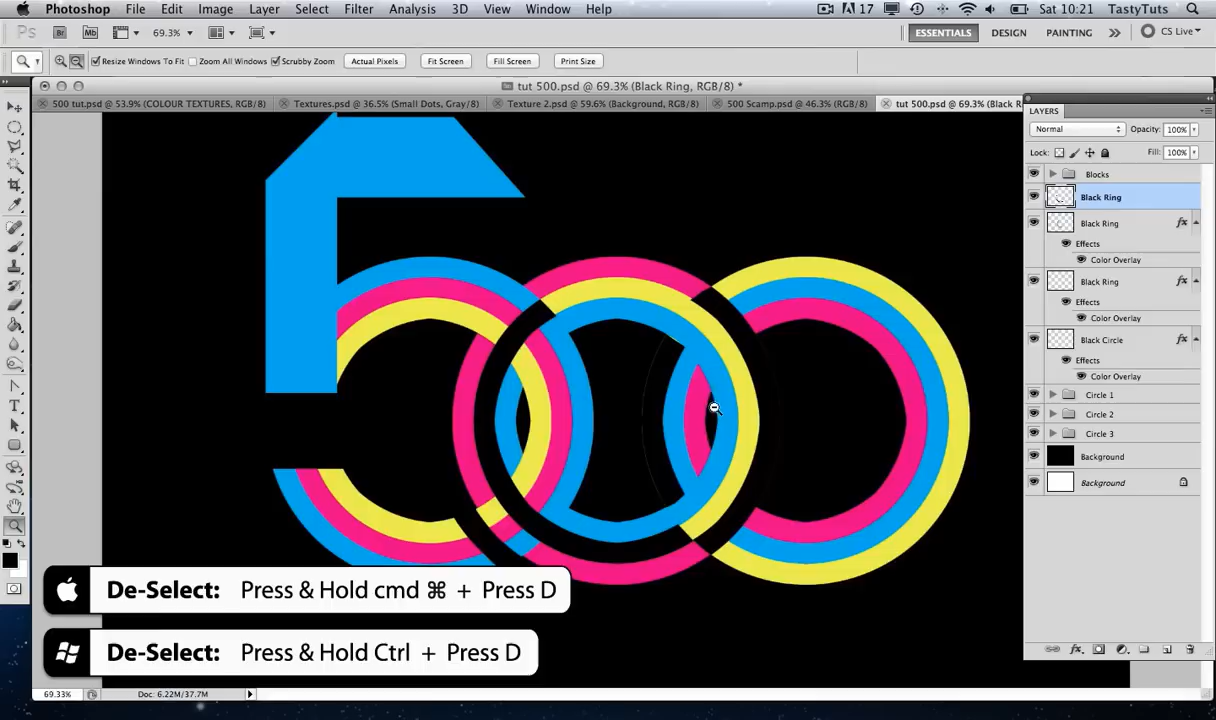 Photoshop File Edit Image Layer Select Filter Analysis 3D View Window Help 17 Sat 10:21 TastyTuts
Ps Br Mb 69.3% ESSENTIALS DESIGN PAINTING CS Live
Resize Windows To Fit Zoom All Windows Scrubby Zoom Actual Pixels Fit Screen Fill Screen Print Size
tut 500.psd @ 69.3% (Black Ring, RGB/8) *
500 tut.psd @ 53.9% (COLOUR TEXTURES, RGB/8) Textures.psd @ 36.5% (Small Dots, Gray/8) Texture 2.psd @ 59.6% (Background, RGB/8) 500 Scamp.psd @ 46.3% (RGB/8) tut 500.psd @ 69.3% (Black R
LAYERS
Normal Opacity: 100%
Lock: Fill: 100%
Blocks
Black Ring
Black Ring fx
Effects
Color Overlay
Black Ring fx
Effects
Color Overlay
Black Circle fx
Effects
Color Overlay
Circle 1
Circle 2
Circle 3
Background
Background
De-Select: Press & Hold cmd ⌘ + Press D
De-Select: Press & Hold Ctrl + Press D
69.33% Doc: 6.22M/37.7M